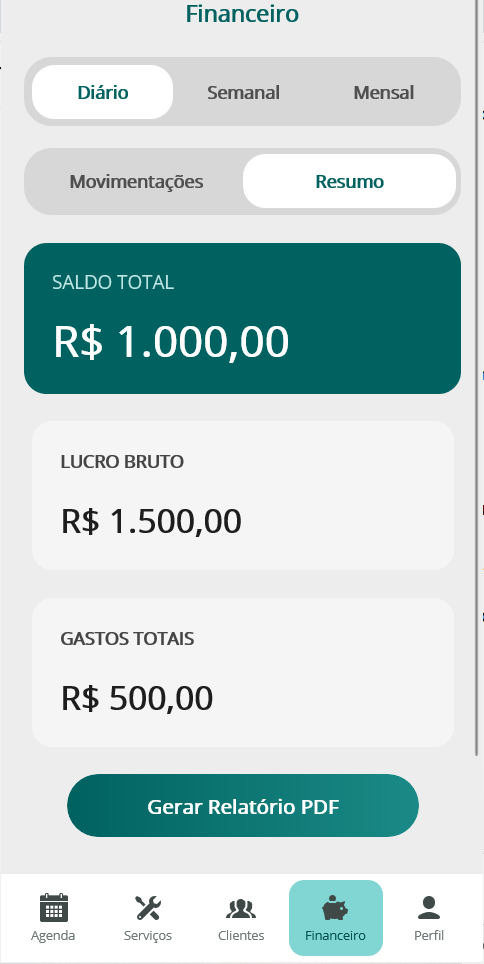 Financeiro
Diário Semanal Mensal
Movimentações Resumo
SALDO TOTAL
R$ 1.000,00
LUCRO BRUTO
R$ 1.500,00
GASTOS TOTAIS
R$ 500,00
Gerar Relatório PDF
Agenda Serviços Clientes Financeiro Perfil